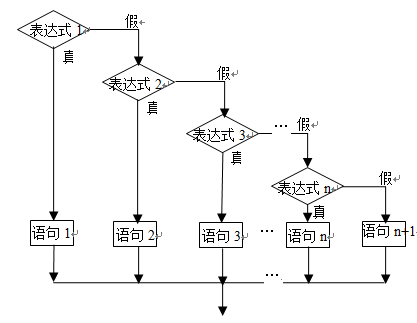 表达式 1 假
真
表达式 2 假
真
表达式 3 … 假
真
表达式 n 假
真
语句 1 语句 2 语句 3 … 语句 n 语句 n+1
…